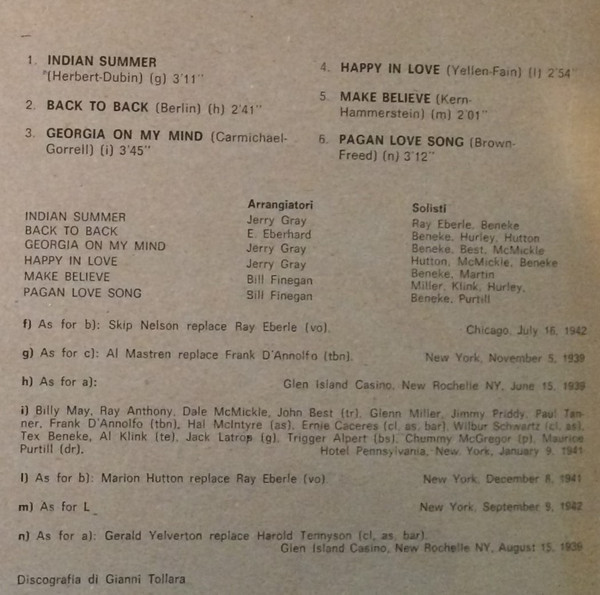 1. INDIAN SUMMER
"(Herbert-Dubin) (g) 3'11"
2. BACK TO BACK (Berlin) (h) 2'41"
3. GEORGIA ON MY MIND (Carmichael-
Gorrell) (i) 3'45"
4. HAPPY IN LOVE (Yellen-Fain) (l) 2'54"
5. MAKE BELIEVE (Kern-
Hammerstein) (m) 2'01"
6. PAGAN LOVE SONG (Brown-
Freed) (n) 3'12"
Arrangiatori Solisti
INDIAN SUMMER Jerry Gray Ray Eberle, Beneke
BACK TO BACK E. Eberhard Beneke, Hurley, Hutton
GEORGIA ON MY MIND Jerry Gray Beneke, Best, McMickle
HAPPY IN LOVE Jerry Gray Hutton, McMickle, Beneke
MAKE BELIEVE Bill Finegan Beneke, Martin
PAGAN LOVE SONG Bill Finegan Miller, Klink, Hurley,
Beneke, Purtill
f) As for b): Skip Nelson replace Ray Eberle (vo). Chicago, July 16, 1942
g) As for c): Al Mastren replace Frank D'Annolfo (tbn). New York, November 5, 1939
h) As for a): Glen Island Casino, New Rochelle NY, June 15, 1939
i) Billy May, Ray Anthony, Dale McMickle, John Best (tr), Glenn Miller, Jimmy Priddy, Paul Tan-
ner, Frank D'Annolfo (tbn), Hal McIntyre (as), Ernie Caceres (cl, as, bar), Wilbur Schwartz (cl, as),
Tex Beneke, Al Klink (te), Jack Latrop (g), Trigger Alpert (bs), Chummy McGregor (p), Maurice
Purtill (dr). Hotel Pennsylvania, New York, January 9, 1941
l) As for b): Marion Hutton replace Ray Eberle (vo) New York, December 8, 1941
m) As for L_ New York, September 9, 1942
n) As for a): Gerald Yelverton replace Harold Tennyson (cl, as, bar).
Glen Island Casino, New Rochelle NY, August 15, 1939
Discografia di Gianni Tollara